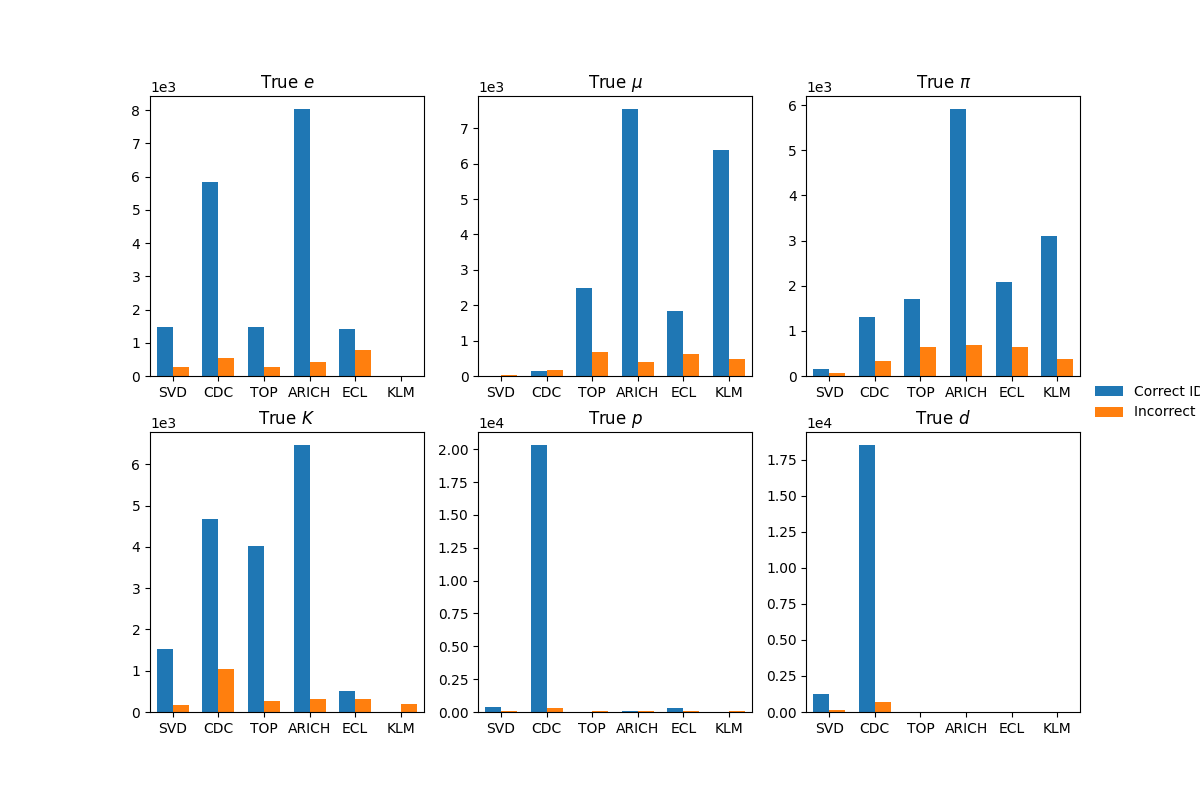 True e
1e3
8
7
6
5
4
3
2
1
0
SVD CDC TOP ARICH ECL KLM
True μ
1e3
7
6
5
4
3
2
1
0
SVD CDC TOP ARICH ECL KLM
True π
1e3
6
5
4
3
2
1
0
SVD CDC TOP ARICH ECL KLM
Correct ID
Incorrect
True K
1e3
6
5
4
3
2
1
0
SVD CDC TOP ARICH ECL KLM
True p
1e4
2.00
1.75
1.50
1.25
1.00
0.75
0.50
0.25
0.00
SVD CDC TOP ARICH ECL KLM
True d
1e4
1.75
1.50
1.25
1.00
0.75
0.50
0.25
0.00
SVD CDC TOP ARICH ECL KLM